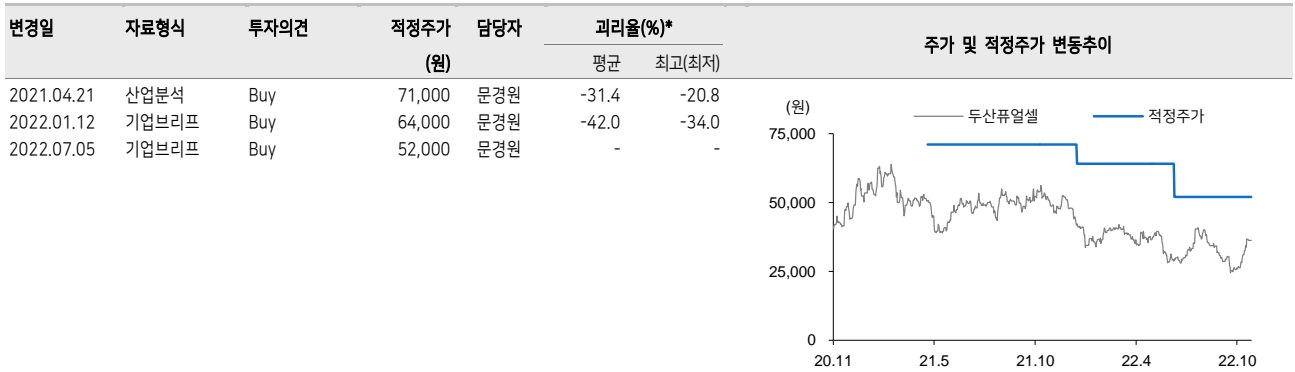 변경일 자료형식 투자의견 적정주가 담당자 괴리율(%)*
(원) 평균 최고(최저)
2021.04.21 산업분석 Buy 71,000 문경원 -31.4 -20.8
2022.01.12 기업브리프 Buy 64,000 문경원 -42.0 -34.0
2022.07.05 기업브리프 Buy 52,000 문경원 - -
주가 및 적정주가 변동추이
(원)
두산퓨얼셀 적정주가
75,000
50,000
25,000
0
20.11 21.5 21.10 22.4 22.10